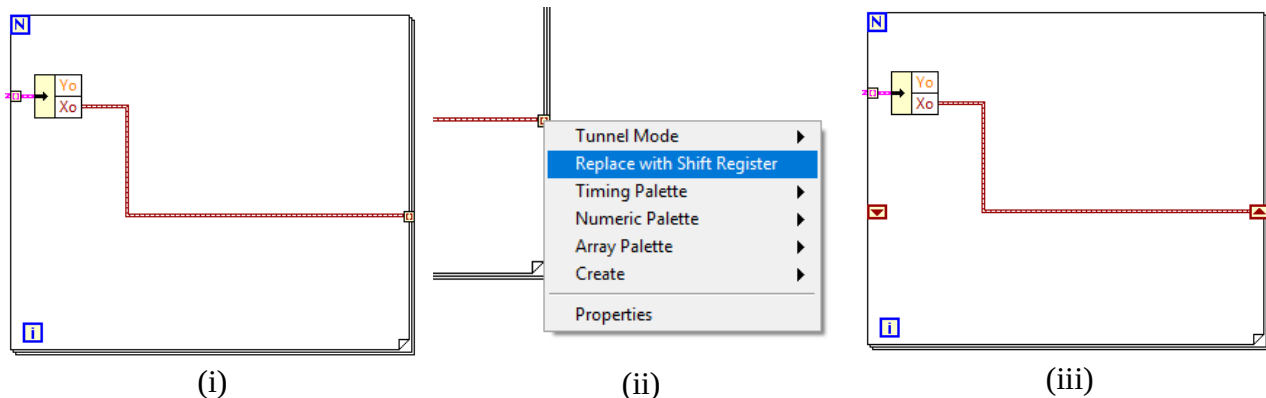 N
Yo
Xo
i
(i)
Tunnel Mode
Replace with Shift Register
Timing Palette
Numeric Palette
Array Palette
Create
Properties
(ii)
N
Yo
Xo
i
(iii)